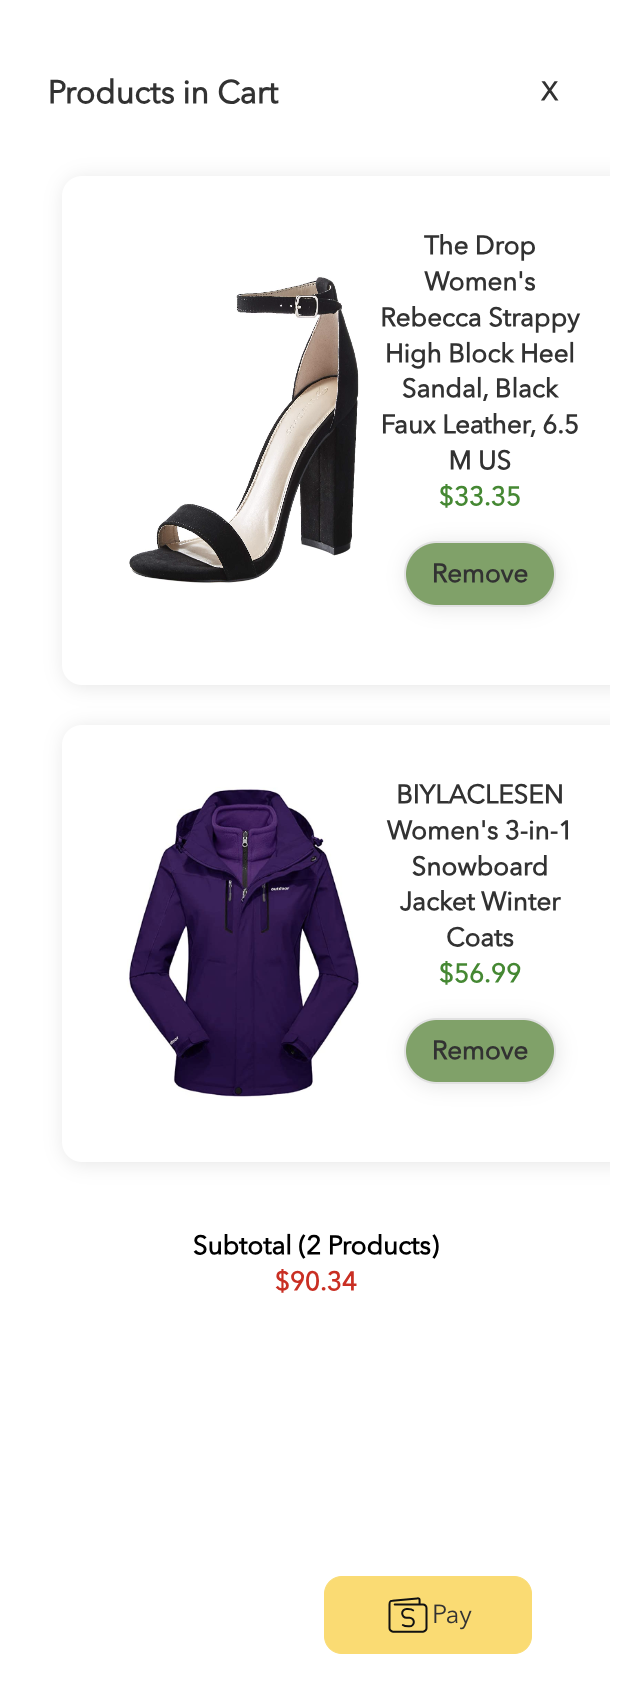 Products in Cart
X
The Drop
Women's
Rebecca Strappy
High Block Heel
Sandal, Black
Faux Leather, 6.5
M US
$33.35
Remove
outdoor
BIYLACLESEN
Women's 3-in-1
Snowboard
Jacket Winter
Coats
$56.99
Remove
Subtotal (2 Products)
$90.34
Pay